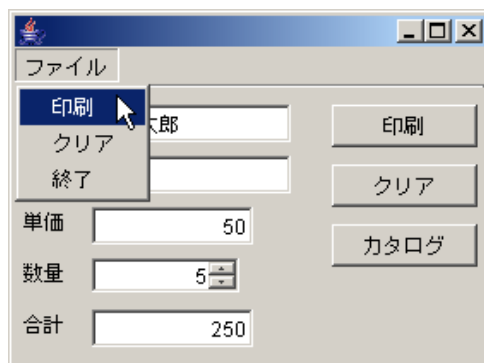 ファイル
印刷
クリア
終了
太郎
印刷
クリア
カタログ
単価 50
数量 5
合計 250